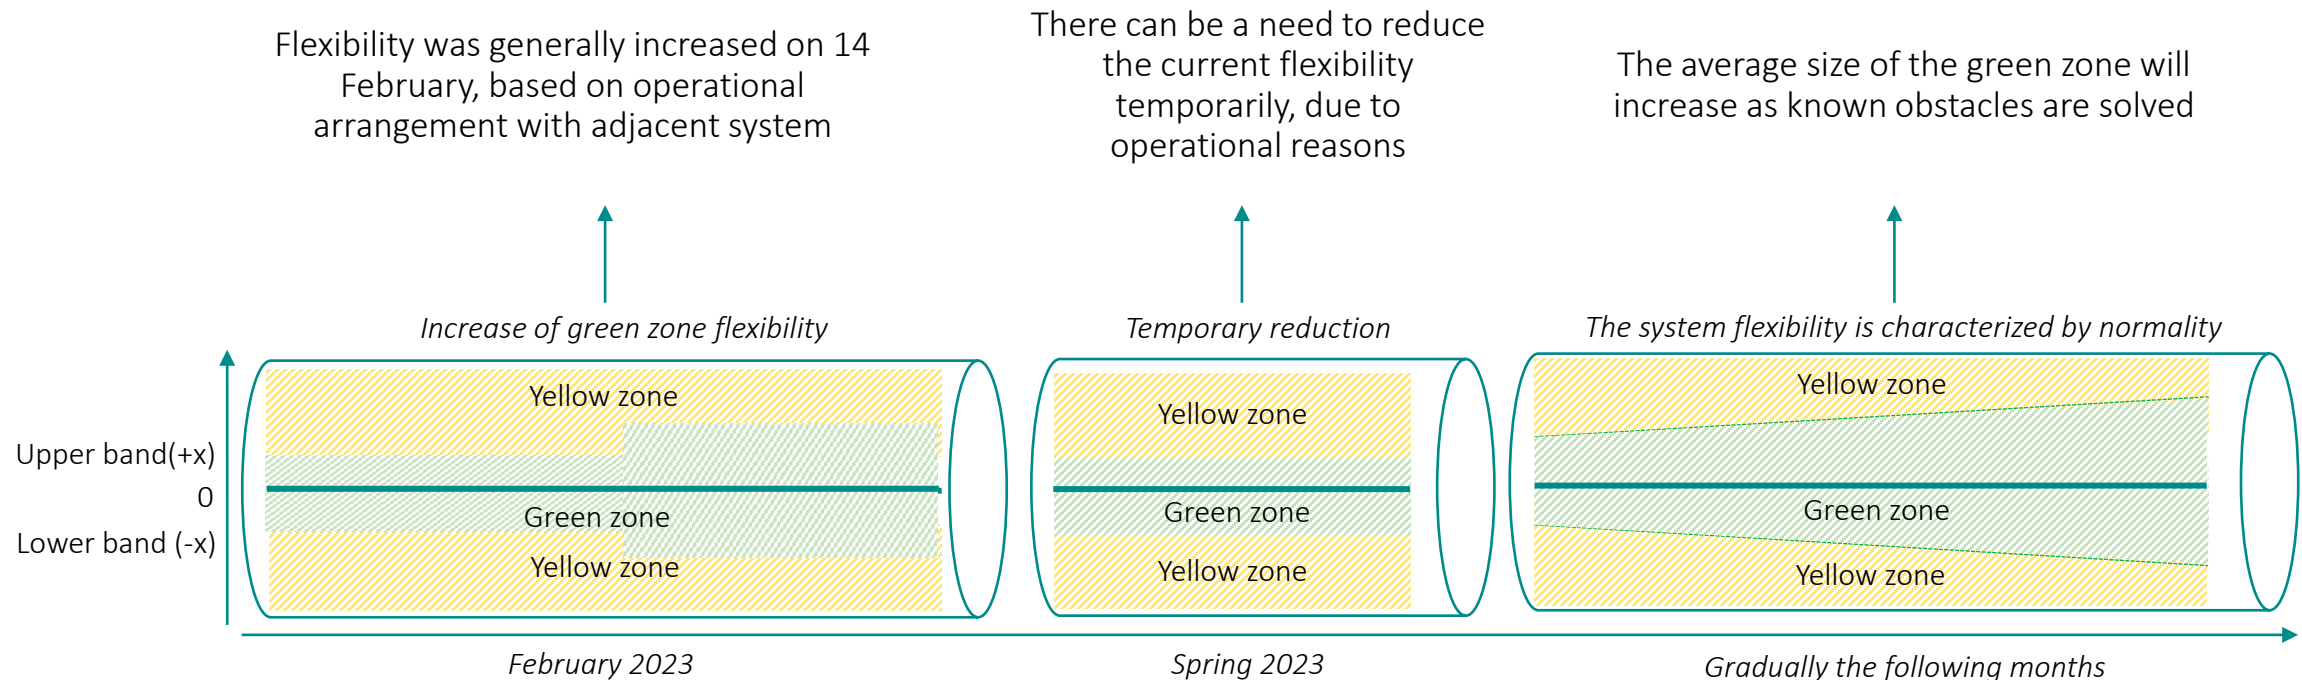 Flexibility was generally increased on 14
February, based on operational
arrangement with adjacent system
There can be a need to reduce
the current flexibility
temporarily, due to
operational reasons
The average size of the green zone will
increase as known obstacles are solved
Increase of green zone flexibility
Temporary reduction
The system flexibility is characterized by normality
Upper band(+x)
0
Lower band (-x)
Yellow zone
Green zone
Yellow zone
Yellow zone
Green zone
Yellow zone
Yellow zone
Green zone
Yellow zone
February 2023
Spring 2023
Gradually the following months